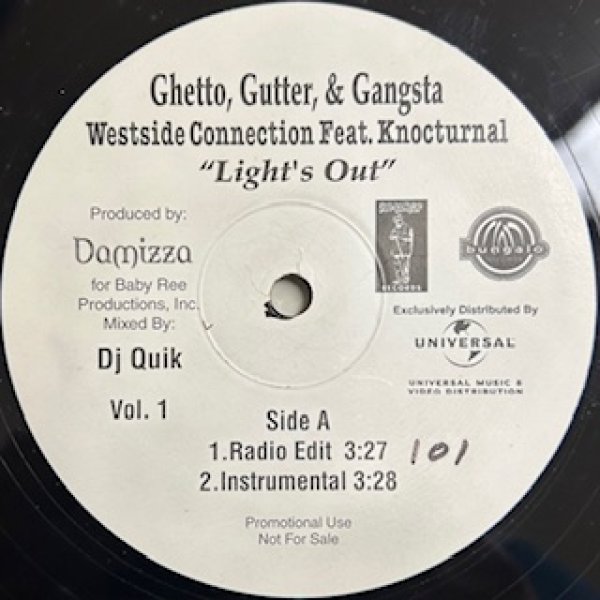 Ghetto, Gutter, & Gangsta
Westside Connection Feat. Knocturnal
"Light's Out"
Produced by:
Damizza
for Baby Ree
Productions, Inc.
Mixed By:
Dj Quik
Vol. 1
RECORDS
bungalo
Exclusively Distributed By
UNIVERSAL
UNIVERSAL MUSIC &
VIDEO DISTRIBUTION
Side A
1.Radio Edit 3:27 101
2.Instrumental 3:28
Promotional Use
Not For Sale